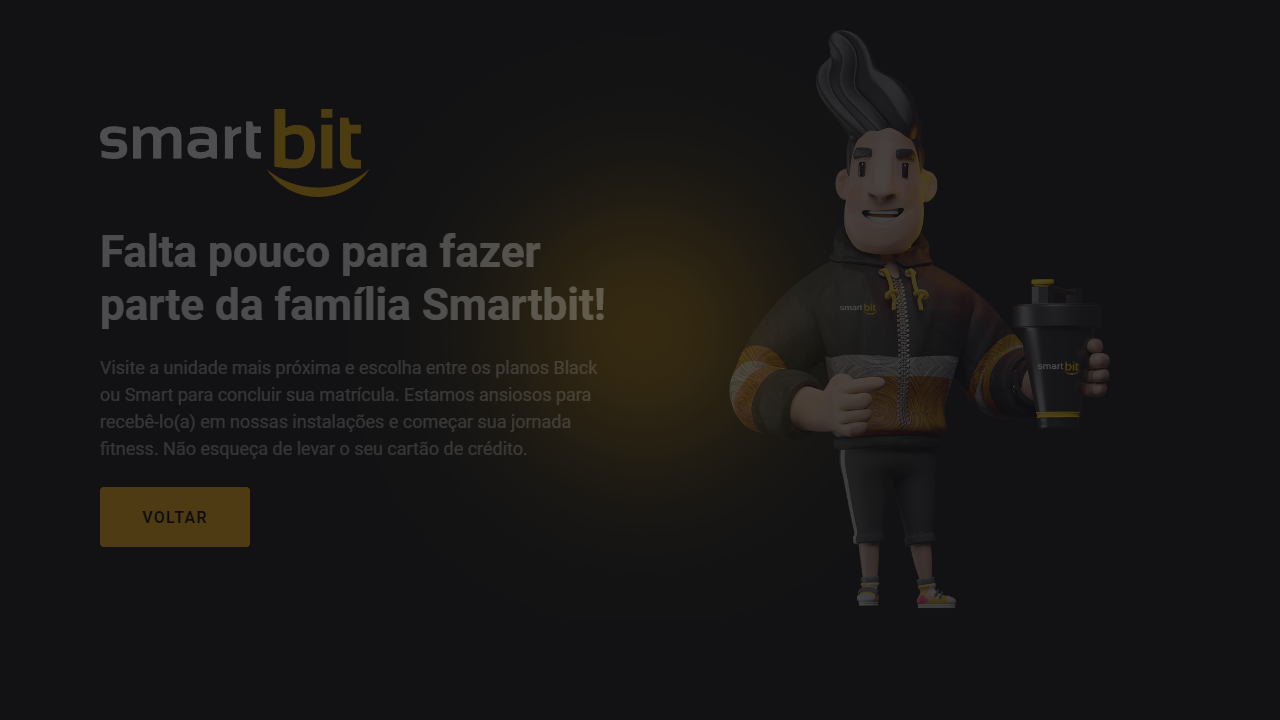 smart bit
Falta pouco para fazer
parte da família Smartbit!
Visite a unidade mais próxima e escolha entre os planos Black
ou Smart para concluir sua matrícula. Estamos ansiosos para
recebê-lo(a) em nossas instalações e começar sua jornada
fitness. Não esqueça de levar o seu cartão de crédito.
VOLTAR
smart bit
smart bit